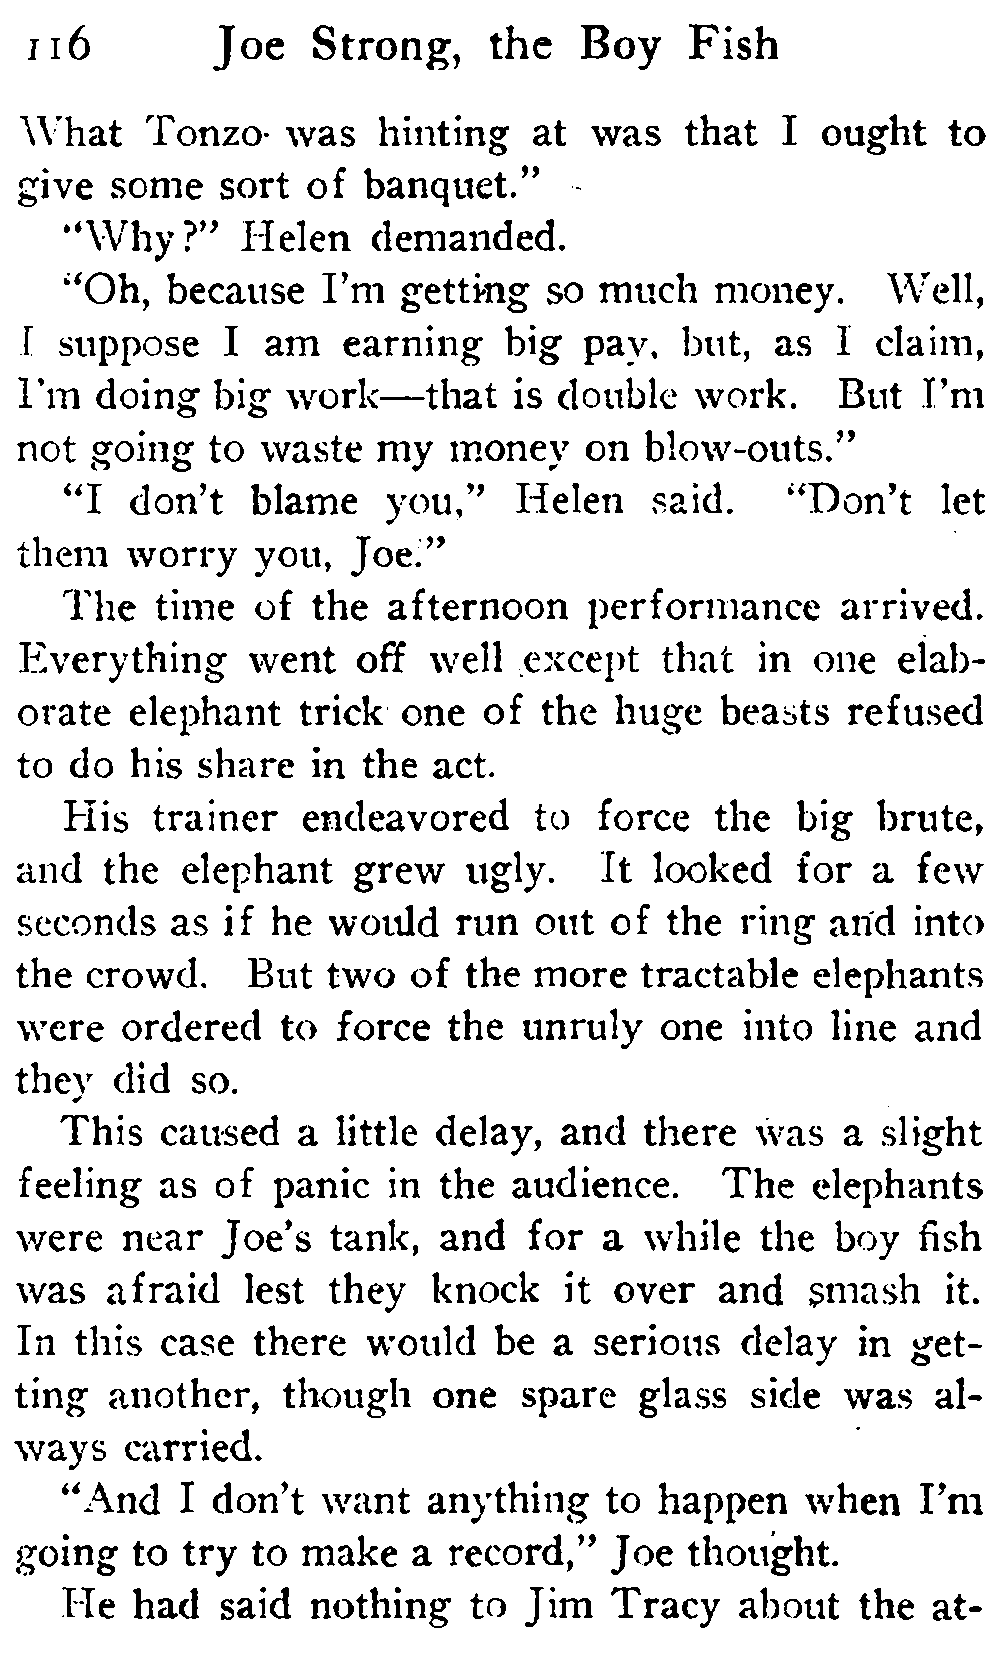 116 Joe Strong, the Boy Fish
What Tonzo was hinting at was that I ought to
give some sort of banquet."
"Why?" Helen demanded.
"Oh, because I'm getting so much money. Well,
I suppose I am earning big pay, but, as I claim,
I'm doing big work—that is double work. But I'm
not going to waste my money on blow-outs."
"I don't blame you," Helen said. "Don't let
them worry you, Joe."
The time of the afternoon performance arrived.
Everything went off well except that in one elab-
orate elephant trick one of the huge beasts refused
to do his share in the act.
His trainer endeavored to force the big brute,
and the elephant grew ugly. It looked for a few
seconds as if he would run out of the ring and into
the crowd. But two of the more tractable elephants
were ordered to force the unruly one into line and
they did so.
This caused a little delay, and there was a slight
feeling as of panic in the audience. The elephants
were near Joe's tank, and for a while the boy fish
was afraid lest they knock it over and smash it.
In this case there would be a serious delay in get-
ting another, though one spare glass side was al-
ways carried.
"And I don't want anything to happen when I'm
going to try to make a record," Joe thought.
He had said nothing to Jim Tracy about the at-